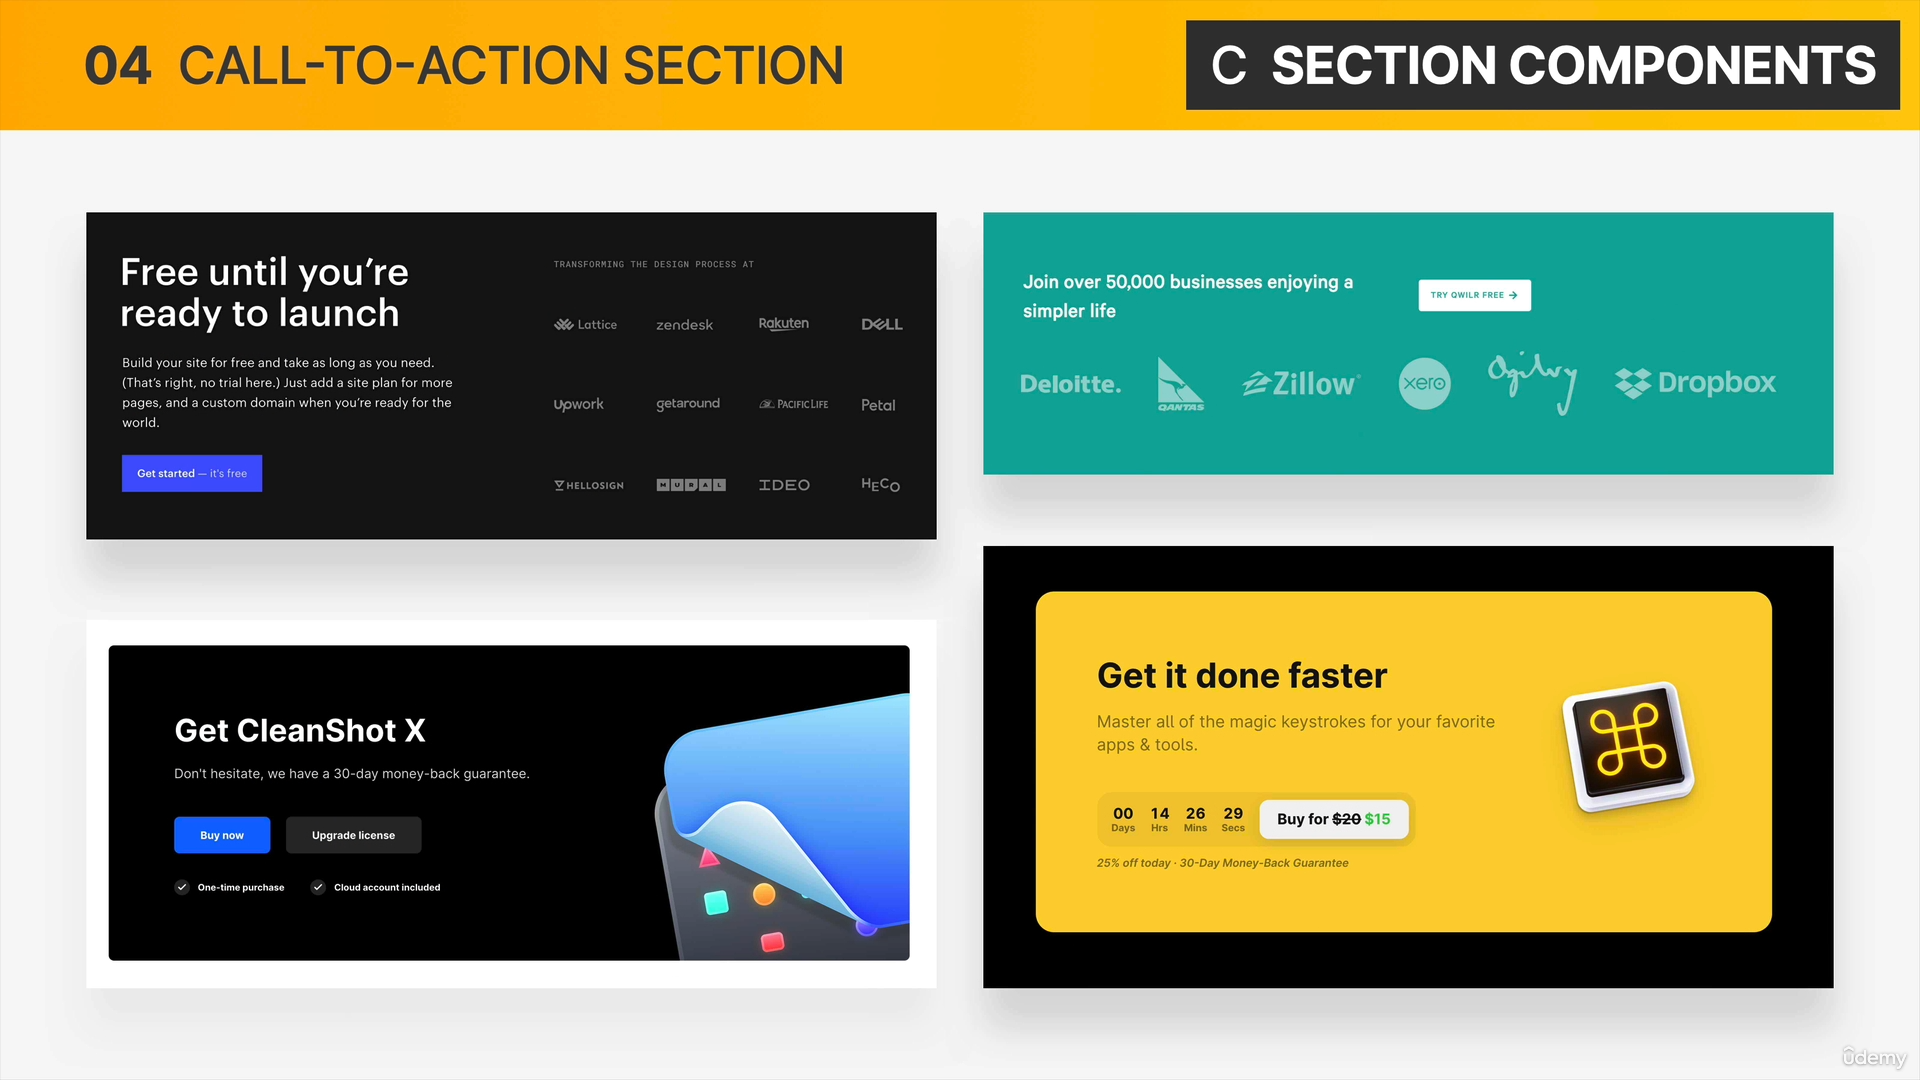 04 CALL-TO-ACTION SECTION
C SECTION COMPONENTS
Free until you’re
ready to launch
Build your site for free and take as long as you need.
(That’s right, no trial here.) Just add a site plan for more
pages, and a custom domain when you’re ready for the
world.
Get started — it's free
TRANSFORMING THE DESIGN PROCESS AT
Lattice zendesk Rakuten DELL
Upwork getaround PACIFIC LIFE Petal
HELLOSIGN MURAL IDEO HECO
Join over 50,000 businesses enjoying a
simpler life
TRY QWILR FREE →
Deloitte. QANTAS Zillow xero Ogilvy Dropbox
Get CleanShot X
Don't hesitate, we have a 30-day money-back guarantee.
Buy now Upgrade license
One-time purchase Cloud account included
Get it done faster
Master all of the magic keystrokes for your favorite
apps & tools.
00 14 26 29
Days Hrs Mins Secs
Buy for $20 $15
25% off today · 30-Day Money-Back Guarantee
udemy